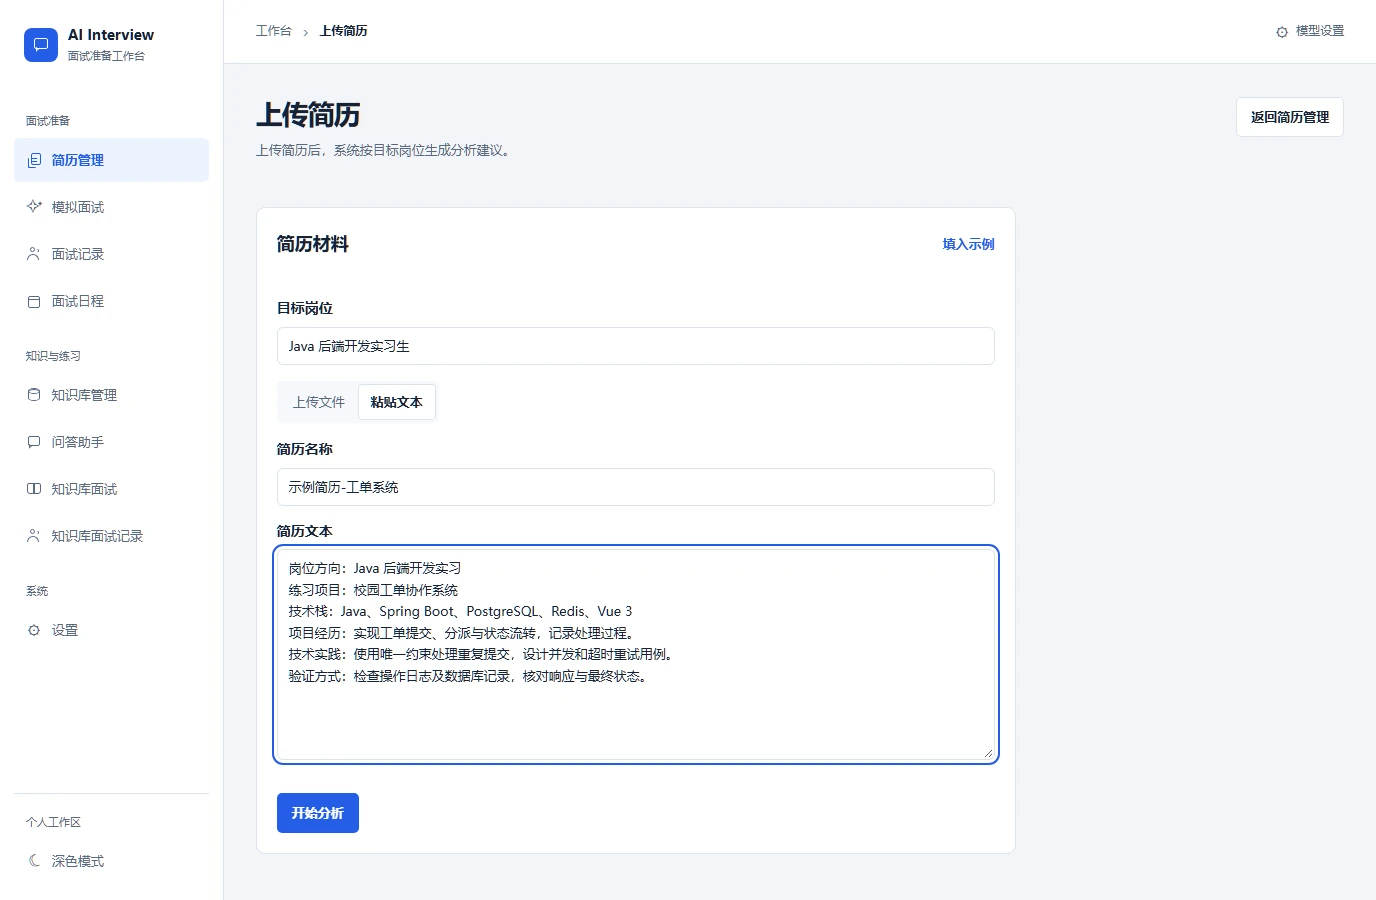 AI Interview
面试准备工作台
面试准备
简历管理
模拟面试
面试记录
面试日程
知识与练习
知识库管理
问答助手
知识库面试
知识库面试记录
系统
设置
个人工作区
深色模式
工作台 › 上传简历
模型设置
上传简历
上传简历后，系统按目标岗位生成分析建议。
返回简历管理
简历材料
填入示例
目标岗位
Java 后端开发实习生
上传文件 粘贴文本
简历名称
示例简历-工单系统
简历文本
岗位方向：Java 后端开发实习
练习项目：校园工单协作系统
技术栈：Java、Spring Boot、PostgreSQL、Redis、Vue 3
项目经历：实现工单提交、分派与状态流转，记录处理过程。
技术实践：使用唯一约束处理重复提交，设计并发和超时重试用例。
验证方式：检查操作日志及数据库记录，核对响应与最终状态。
开始分析